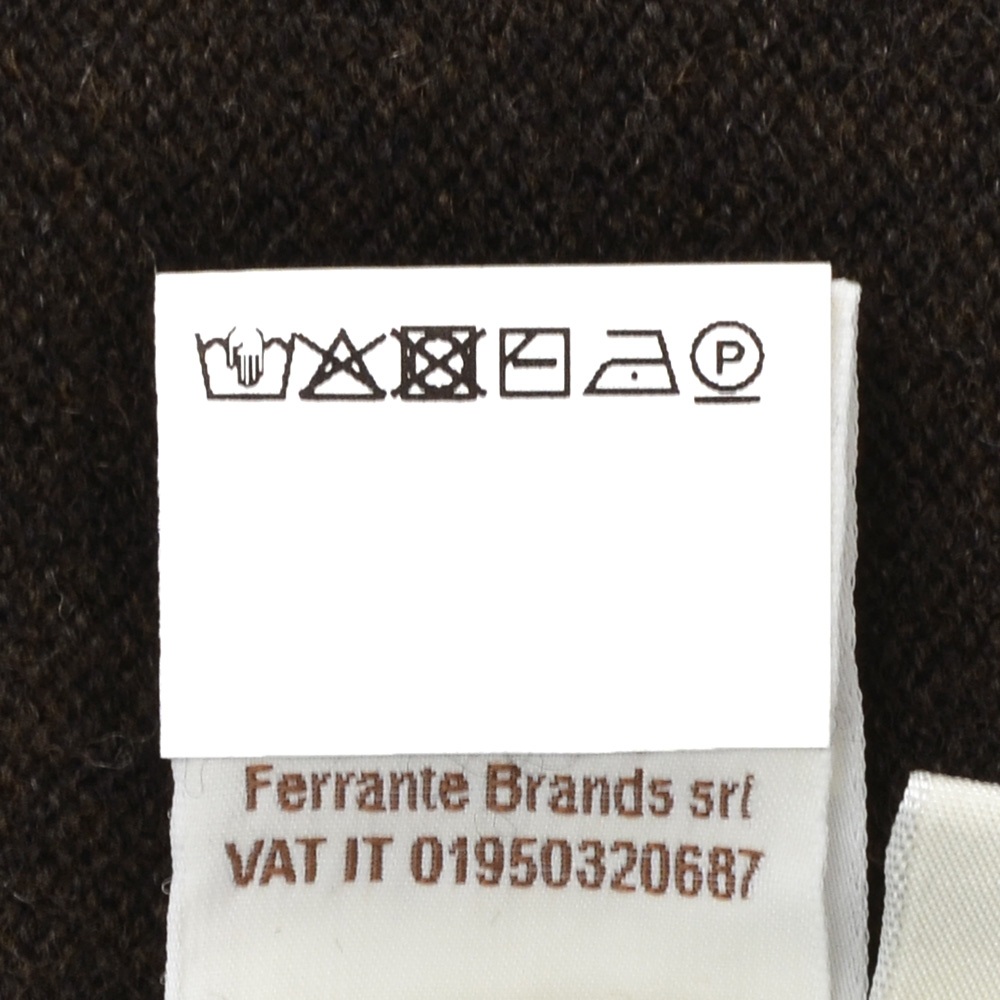 P
Ferrante Brands srl
VAT IT 01950320687